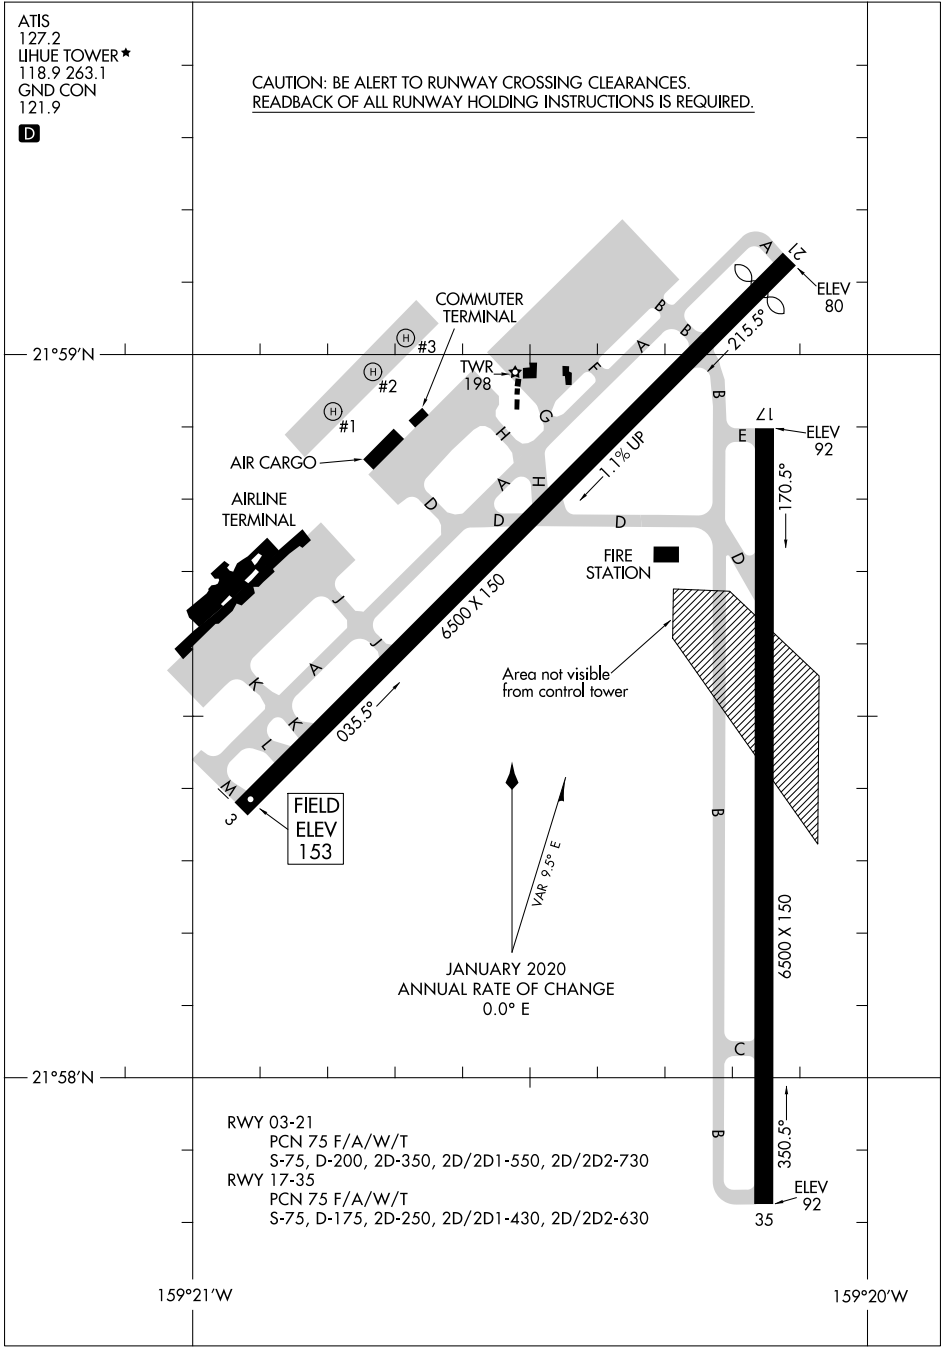 ATIS
127.2
LIHUE TOWER★
118.9 263.1
GND CON
121.9
D
CAUTION: BE ALERT TO RUNWAY CROSSING CLEARANCES.
READBACK OF ALL RUNWAY HOLDING INSTRUCTIONS IS REQUIRED.
A
21
ELEV
80
COMMUTER
TERMINAL
B
B
215.5°
H
#3
21°59'N
A
TWR
198
F
H
#2
B
H
#1
G
17
ELEV
92
E
H
AIR CARGO
1.1% UP
170.5°
A
H
AIRLINE
TERMINAL
D
D
D
FIRE
STATION
D
6500 X 150
J
J
A
Area not visible
from control tower
K
K
L
035.5°
W
3
FIELD
ELEV
153
B
VAR 9.5° E
6500 X 150
JANUARY 2020
ANNUAL RATE OF CHANGE
0.0° E
C
21°58'N
RWY 03-21
PCN 75 F/A/W/T
S-75, D-200, 2D-350, 2D/2D1-550, 2D/2D2-730
RWY 17-35
PCN 75 F/A/W/T
S-75, D-175, 2D-250, 2D/2D1-430, 2D/2D2-630
B
350.5°
ELEV
92
35
159°21'W
159°20'W